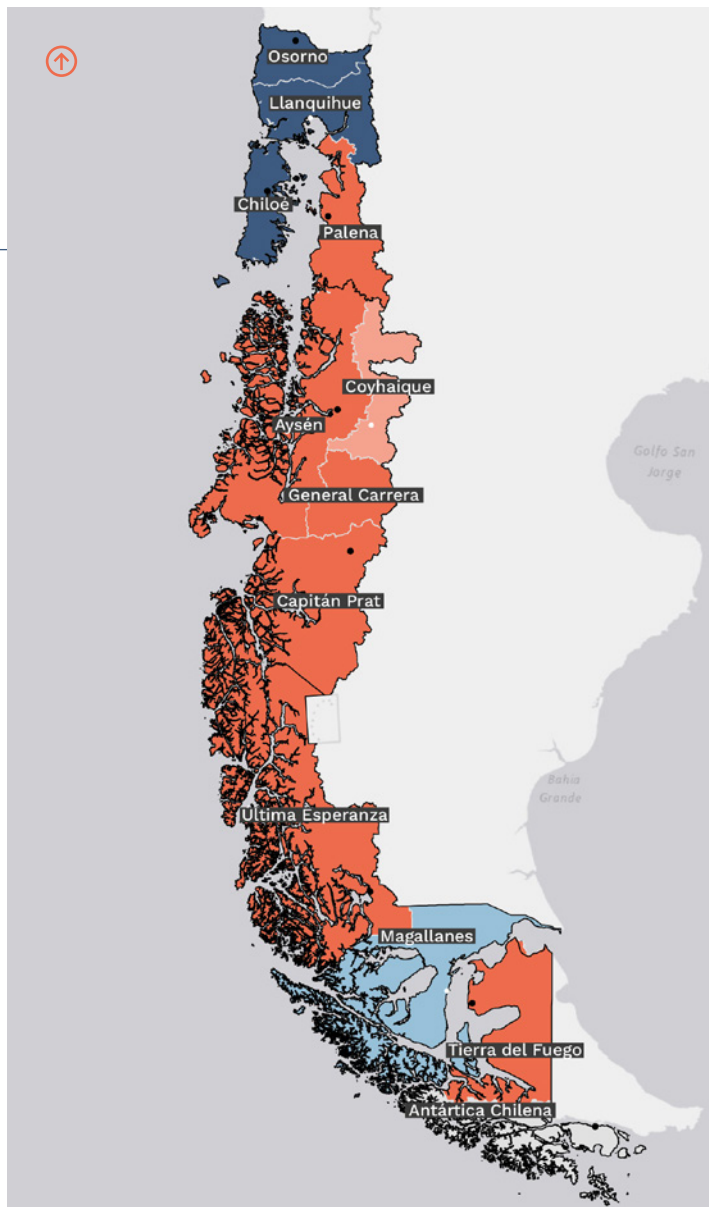 Osorno
Llanquihue
Chiloé
Palena
Coyhaique
Aysén
Golfo San
Jorge
General Carrera
Capitán Prat
Bahía
Grande
Última Esperanza
Magallanes
Tierra del Fuego
Antártica Chilena